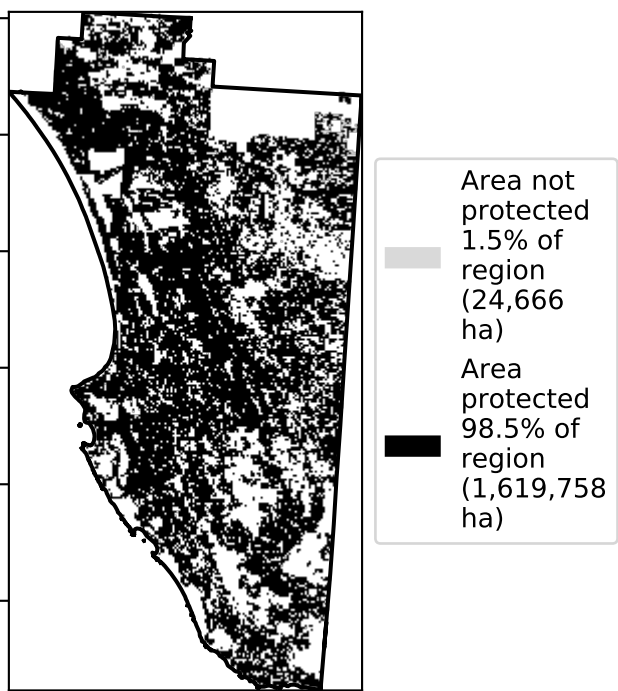 Area not
protected
1.5% of
region
(24,666
ha)
Area
protected
98.5% of
region
(1,619,758
ha)